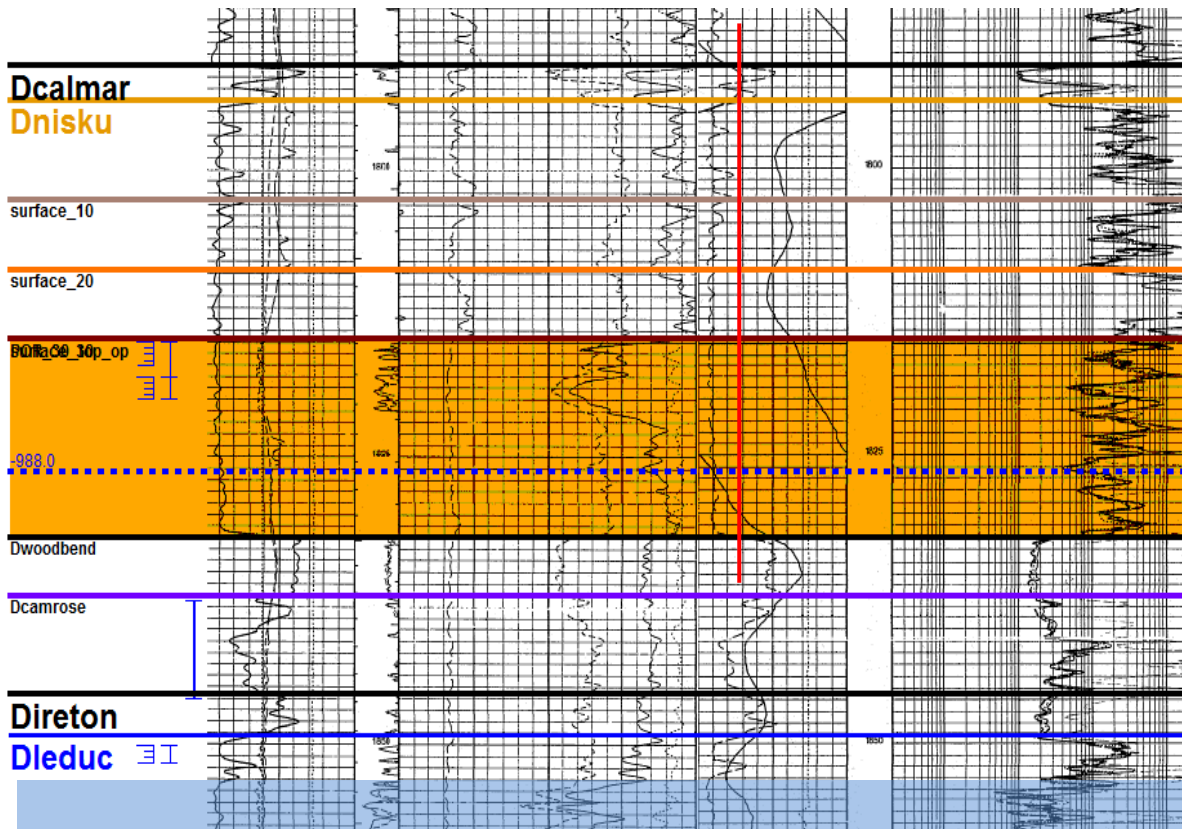 Dcalmar
Dnisku
1800
1800
surface_10
surface_20
-988.0
1825
1825
Dwoodbend
Dcamrose
Direton
1850
1850
Dleduc